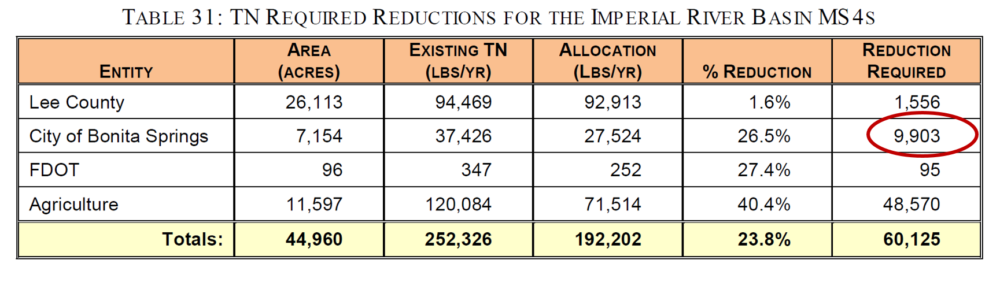 TABLE 31: TN REQUIRED REDUCTIONS FOR THE IMPERIAL RIVER BASIN MS4S
ENTITY AREA (ACRES) EXISTING TN (LBS/YR) ALLOCATION (LBS/YR) % REDUCTION REDUCTION REQUIRED
Lee County 26,113 94,469 92,913 1.6% 1,556
City of Bonita Springs 7,154 37,426 27,524 26.5% 9,903
FDOT 96 347 252 27.4% 95
Agriculture 11,597 120,084 71,514 40.4% 48,570
Totals: 44,960 252,326 192,202 23.8% 60,125